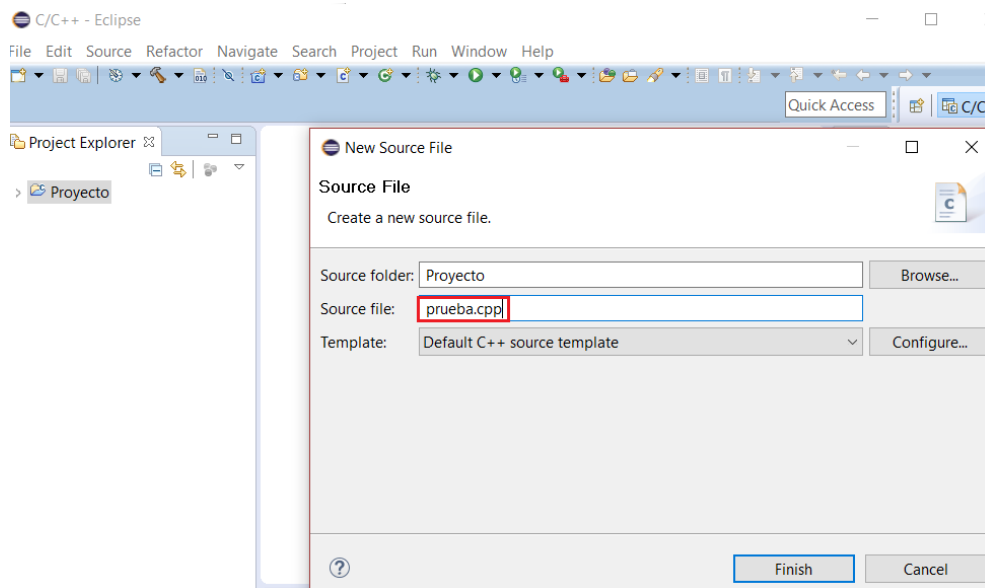 C/C++ - Eclipse
File Edit Source Refactor Navigate Search Project Run Window Help
Quick Access
C/C
Project Explorer
Proyecto
New Source File
Source File
Create a new source file.
Source folder: Proyecto Browse...
Source file: prueba.cpp
Template: Default C++ source template Configure...
Finish Cancel